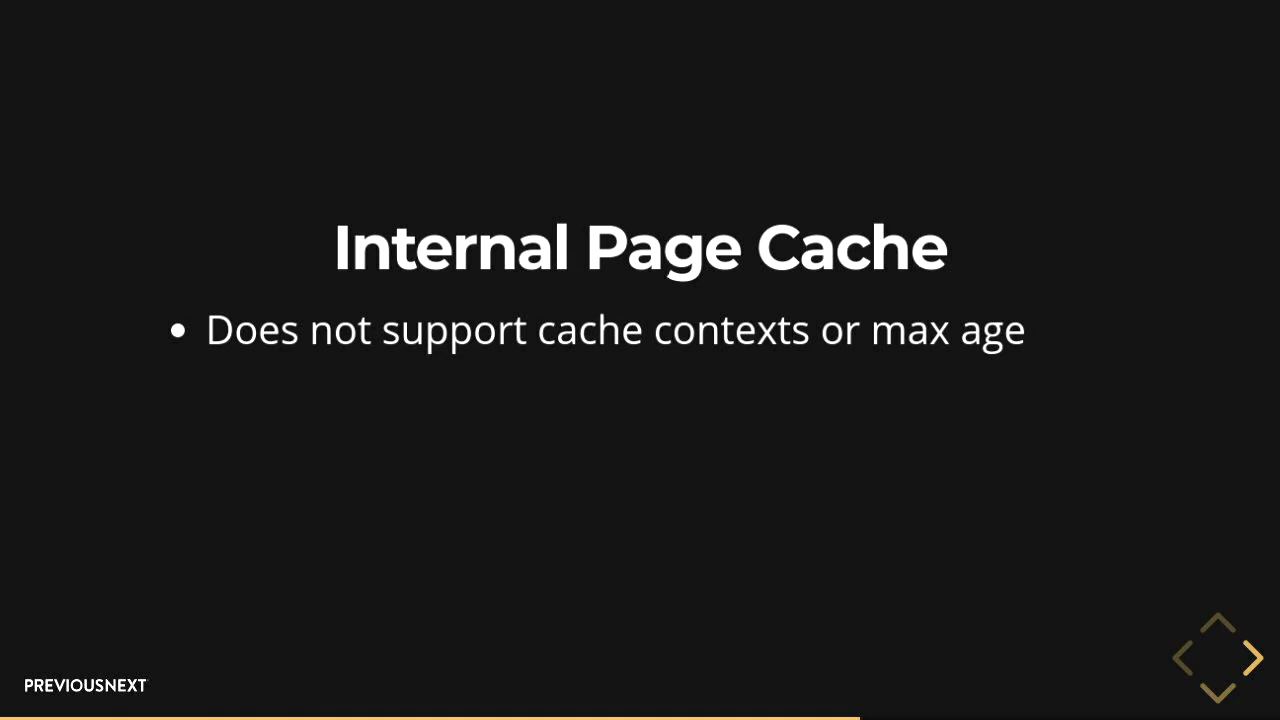 Internal Page Cache
• Does not support cache contexts or max age
PREVIOUSNEXT